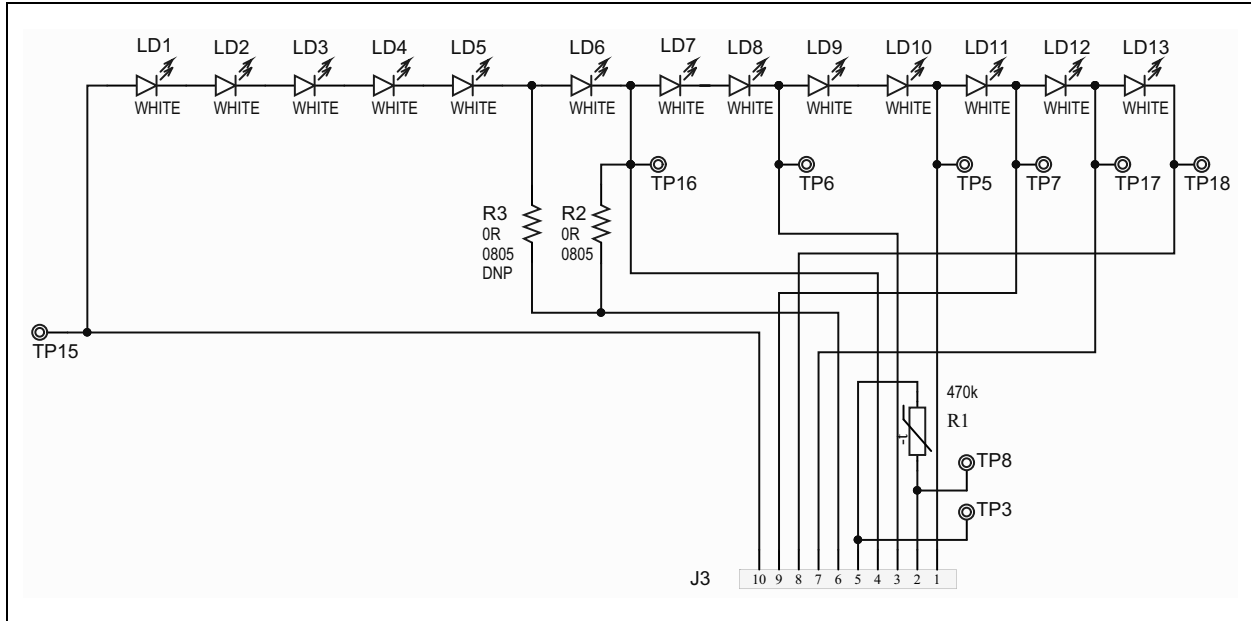 LD1 LD2 LD3 LD4 LD5 LD6 LD7 LD8 LD9 LD10 LD11 LD12 LD13
WHITE WHITE WHITE WHITE WHITE WHITE WHITE WHITE WHITE WHITE WHITE WHITE WHITE
TP16 TP6 TP5 TP7 TP17 TP18
R3 R2
0R 0R
0805 0805
DNP
TP15
470k
R1
-t
TP8
TP3
J3 10 9 8 7 6 5 4 3 2 1